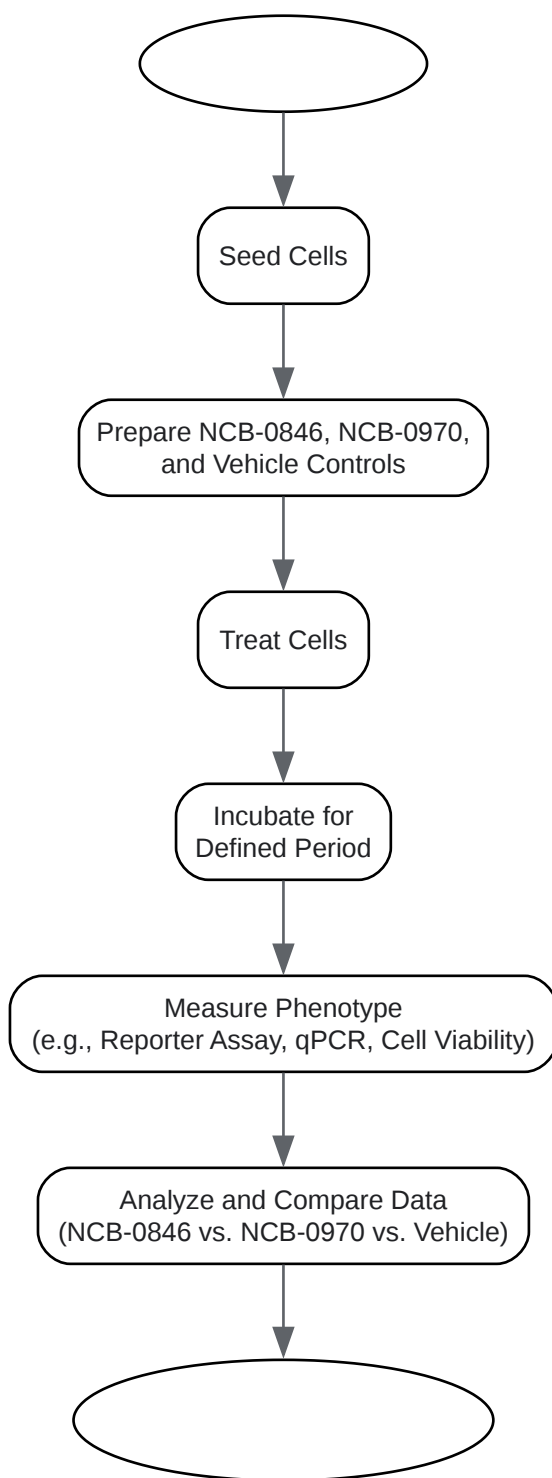 Seed Cells
Prepare NCB-0846, NCB-0970,
and Vehicle Controls
Treat Cells
Incubate for
Defined Period
Measure Phenotype
(e.g., Reporter Assay, qPCR, Cell Viability)
Analyze and Compare Data
(NCB-0846 vs. NCB-0970 vs. Vehicle)